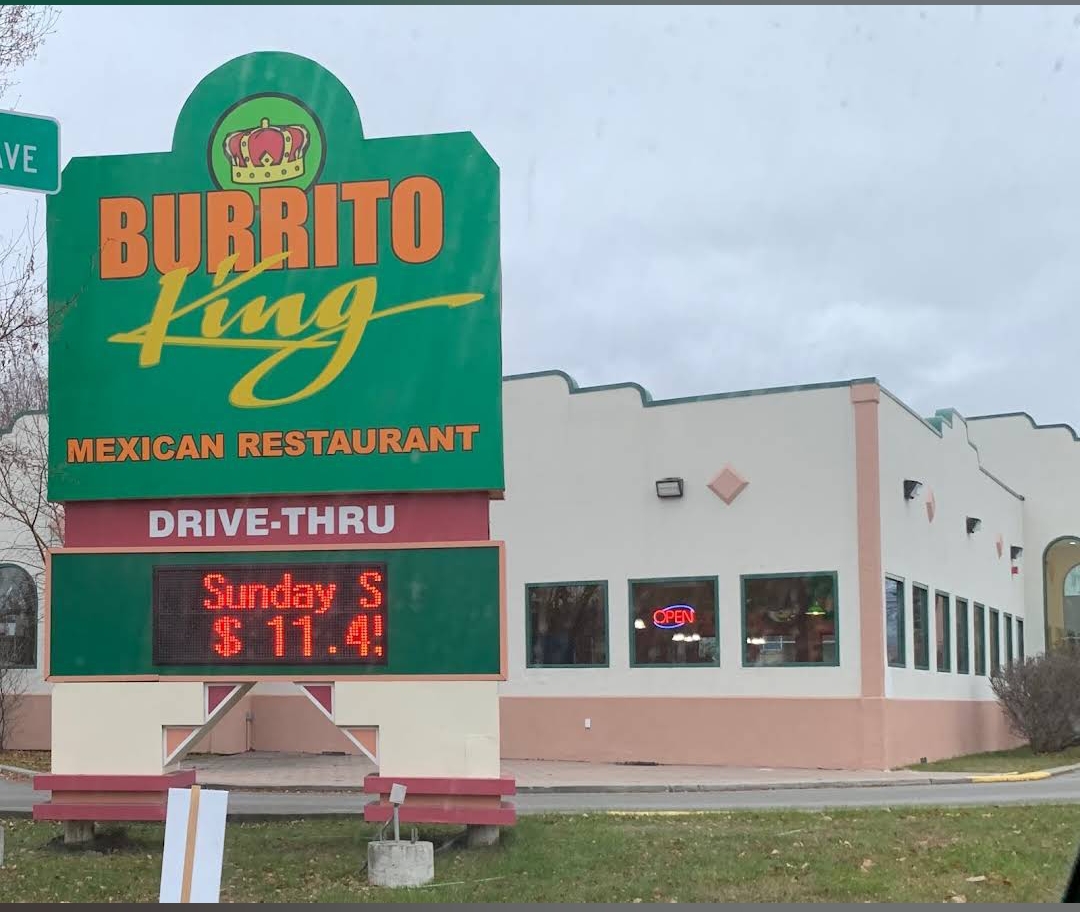 AVE
BURRITO
King
MEXICAN RESTAURANT
DRIVE-THRU
Sunday S
$ 11.4
OPEN